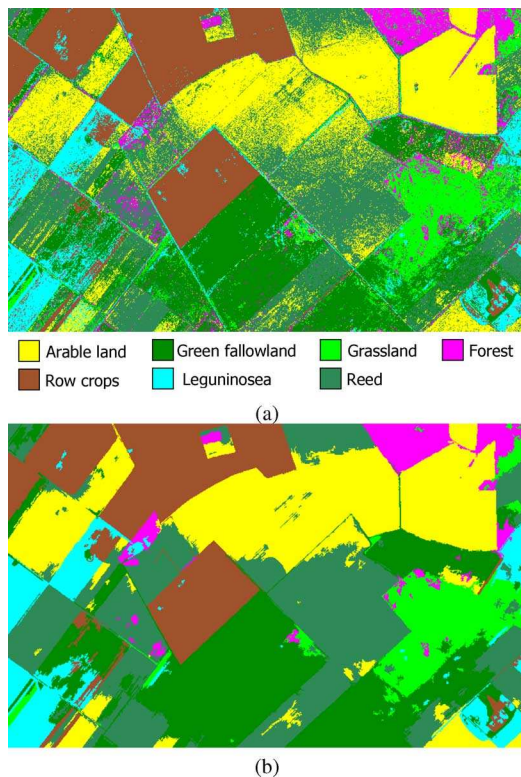 Arable land Green fallowland Grassland Forest
Row crops Leguninosea Reed
(a)
(b)